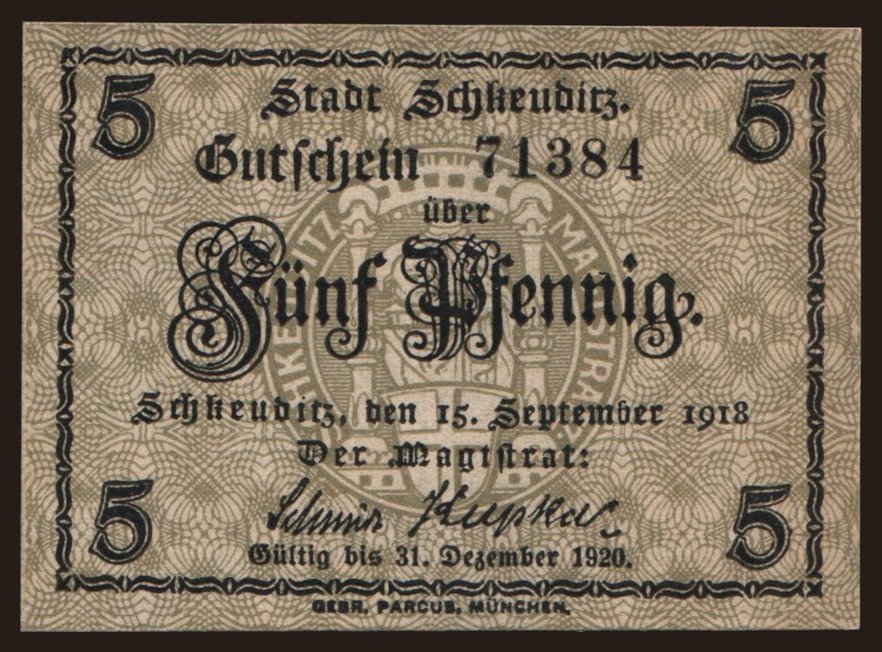 5 Stadt Schkeuditz. 5
Gutschein 71384
über
Fünf Pfennig.
Schkeuditz, den 15. September 1918
Der Magistrat:
5 5
Gültig bis 31. Dezember 1920.
GEBR. PARCUS, MÜNCHEN.